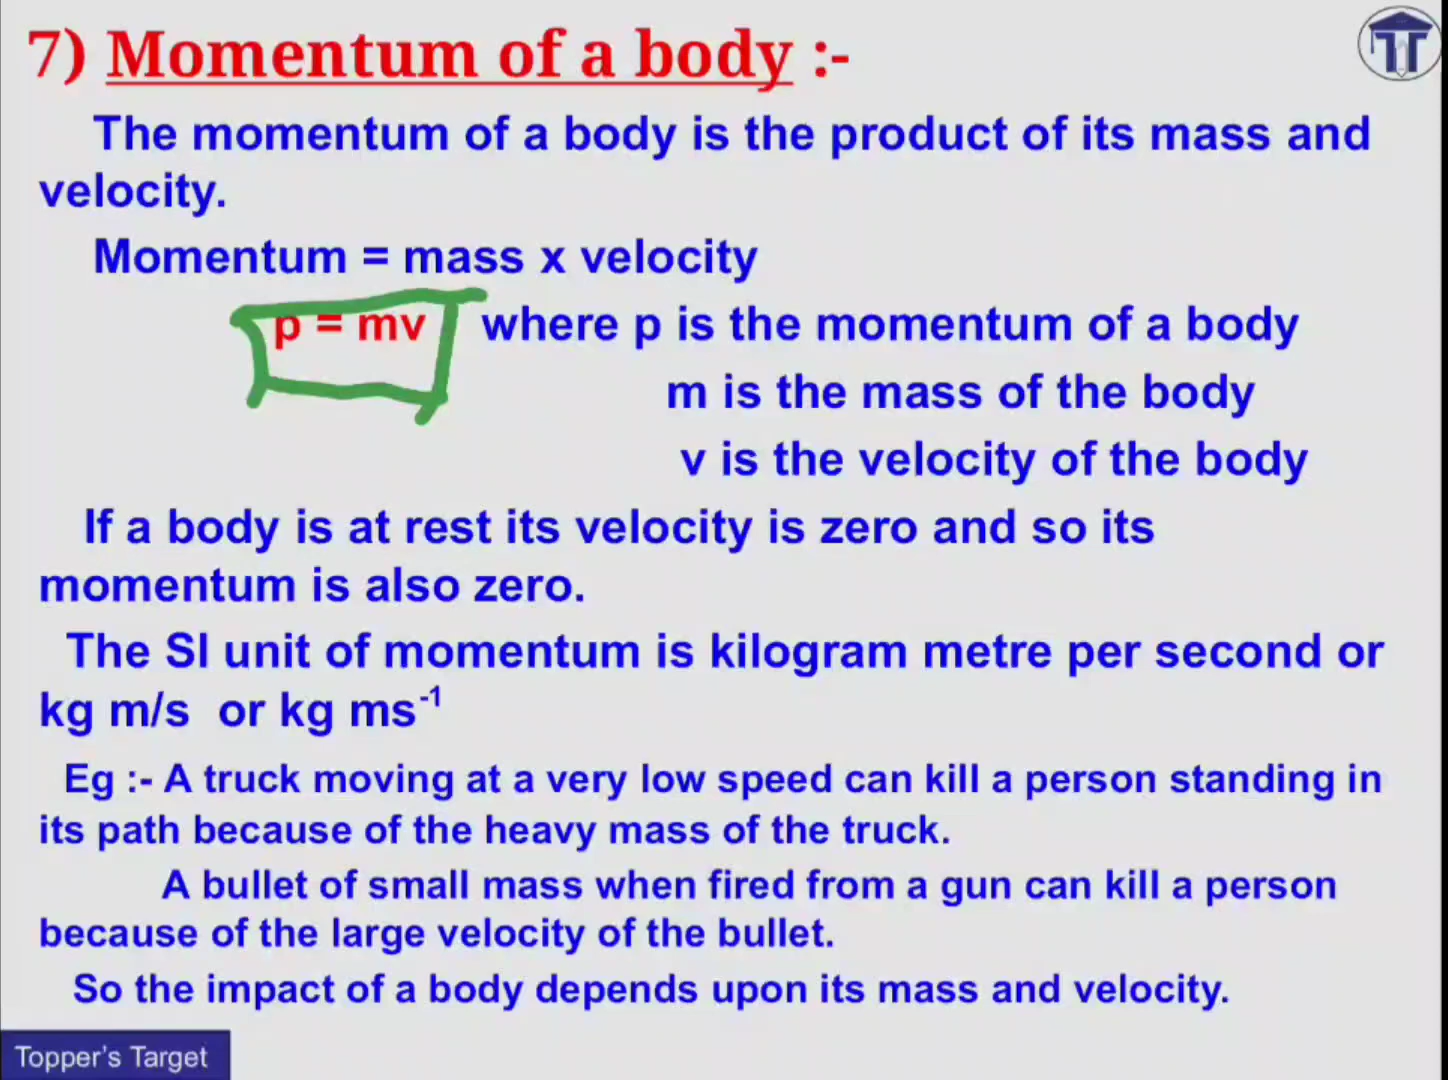 7) Momentum of a body :-
The momentum of a body is the product of its mass and
velocity.
Momentum = mass x velocity
p = mv where p is the momentum of a body
m is the mass of the body
v is the velocity of the body
If a body is at rest its velocity is zero and so its
momentum is also zero.
The SI unit of momentum is kilogram metre per second or
kg m/s or kg ms⁻¹
Eg :- A truck moving at a very low speed can kill a person standing in
its path because of the heavy mass of the truck.
A bullet of small mass when fired from a gun can kill a person
because of the large velocity of the bullet.
So the impact of a body depends upon its mass and velocity.
Topper's Target